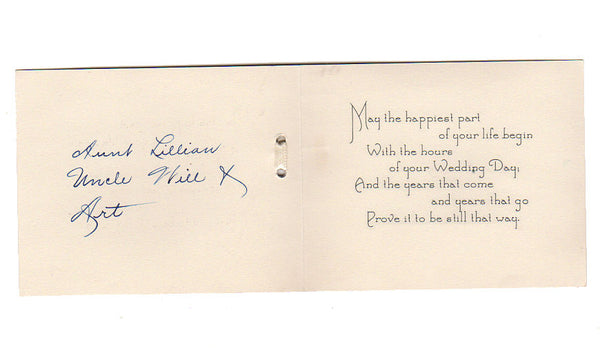 Aunt Lillian
Uncle Will &
Art
May the happiest part
of your life begin
With the hours
of your Wedding Day;
And the years that come
and years that go
Prove it to be still that way.